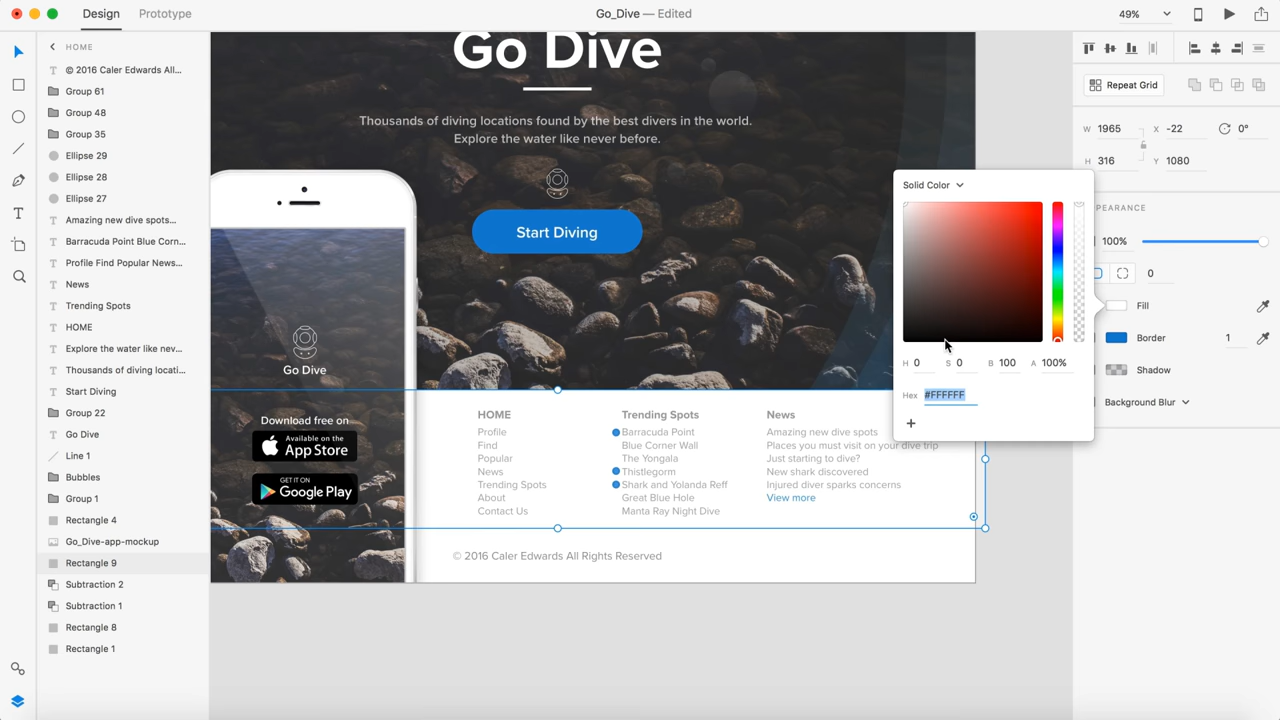 Design
Prototype
Go_Dive — Edited
49%
HOME
© 2016 Caler Edwards All...
Group 61
Group 48
Group 35
Ellipse 29
Ellipse 28
Ellipse 27
Amazing new dive spots...
Barracuda Point Blue Corn...
Profile Find Popular News...
News
Trending Spots
HOME
Explore the water like nev...
Thousands of diving locati...
Start Diving
Group 22
Go Dive
Line 1
Bubbles
Group 1
Rectangle 4
Go_Dive-app-mockup
Rectangle 9
Subtraction 2
Subtraction 1
Rectangle 8
Rectangle 1
Go Dive
Thousands of diving locations found by the best divers in the world.
Explore the water like never before.
Start Diving
Go Dive
Download free on
Available on the
App Store
GET IT ON
Google Play
HOME
Profile
Find
Popular
News
Trending Spots
About
Contact Us
Trending Spots
Barracuda Point
Blue Corner Wall
The Yongala
Thistlegorm
Shark and Yolanda Reff
Great Blue Hole
Manta Ray Night Dive
News
Amazing new dive spots
Places you must visit on your dive trip
Just starting to dive?
New shark discovered
Injured diver sparks concerns
View more
© 2016 Caler Edwards All Rights Reserved
Solid Color
H 0 S 0 B 100 A 100%
Hex #FFFFFF
+
Repeat Grid
W 1965 X -22 0°
H 316 Y 1080
PEARANCE
100%
0
Fill
Border 1
Shadow
Background Blur